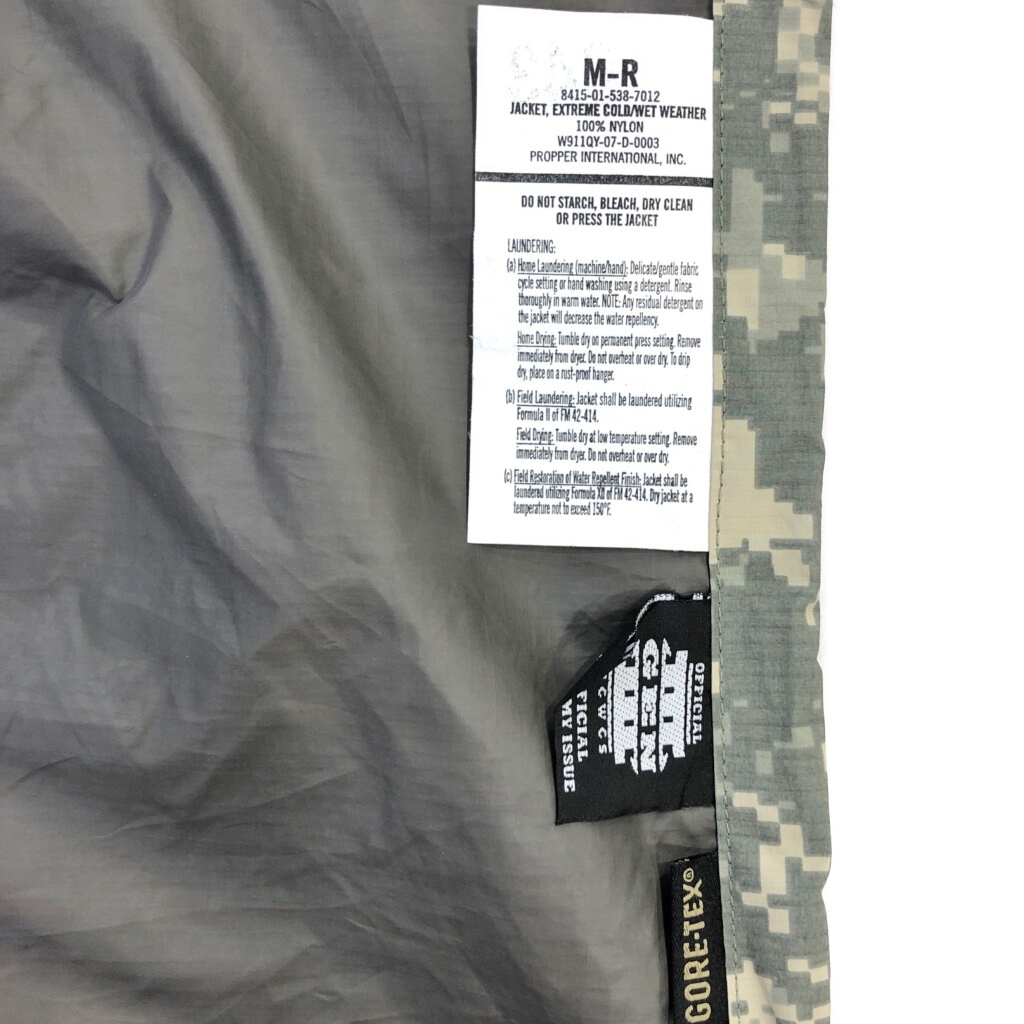 M-R
8415-01-538-7012
JACKET, EXTREME COLD/WET WEATHER
100% NYLON
W911QY-07-D-0003
PROPPER INTERNATIONAL, INC.
DO NOT STARCH, BLEACH, DRY CLEAN
OR PRESS THE JACKET
LAUNDERING:
(a) Home Laundering (machine/hand): Delicate/gentle fabric
cycle setting or hand washing using a detergent. Rinse
thoroughly in warm water. NOTE: Any residual detergent on
the jacket will decrease the water repellency.
Home Drying: Tumble dry on permanent press setting. Remove
immediately from dryer. Do not overheat or over dry. To drip
dry, place on a rust-proof hanger.
(b) Field Laundering: Jacket shall be laundered utilizing
Formula II of FM 42-414.
Field Drying: Tumble dry at low temperature setting. Remove
immediately from dryer. Do not overheat or over dry.
(c) Field Restoration of Water Repellent Finish: Jacket shall be
laundered utilizing Formula XII of FM 42-414. Dry jacket at a
temperature not to exceed 150°F.
OFFICIAL
GEN
III
CWCS
FICIAL
MY ISSUE
GORE-TEX®